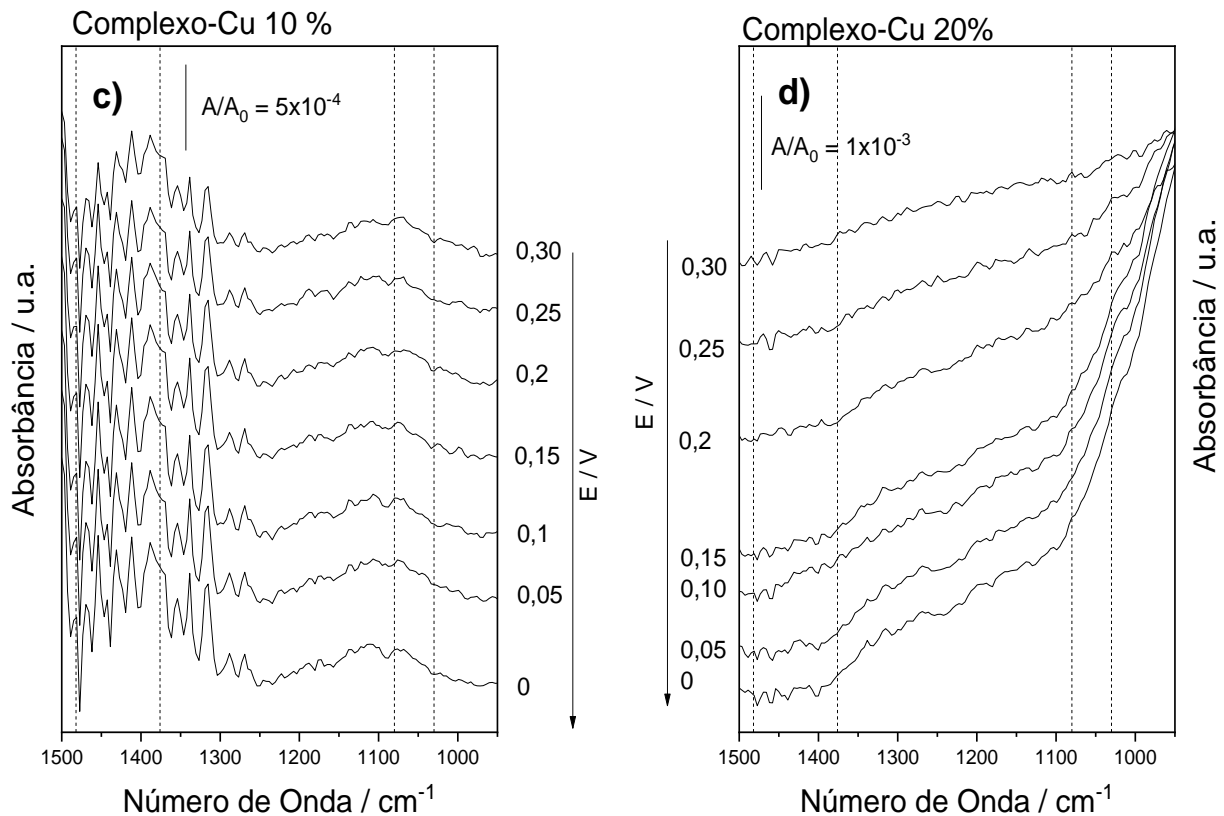 Complexo-Cu 10 %
c)
A/A₀ = 5x10⁻⁴
0,30
0,25
0,2
0,15
0,1
0,05
0
E / V
Absorbância / u.a.
1500 1400 1300 1200 1100 1000
Número de Onda / cm⁻¹
Complexo-Cu 20%
d)
A/A₀ = 1x10⁻³
0,30
0,25
0,2
0,15
0,10
0,05
0
E / V
Absorbância / u.a.
1500 1400 1300 1200 1100 1000
Número de Onda / cm⁻¹